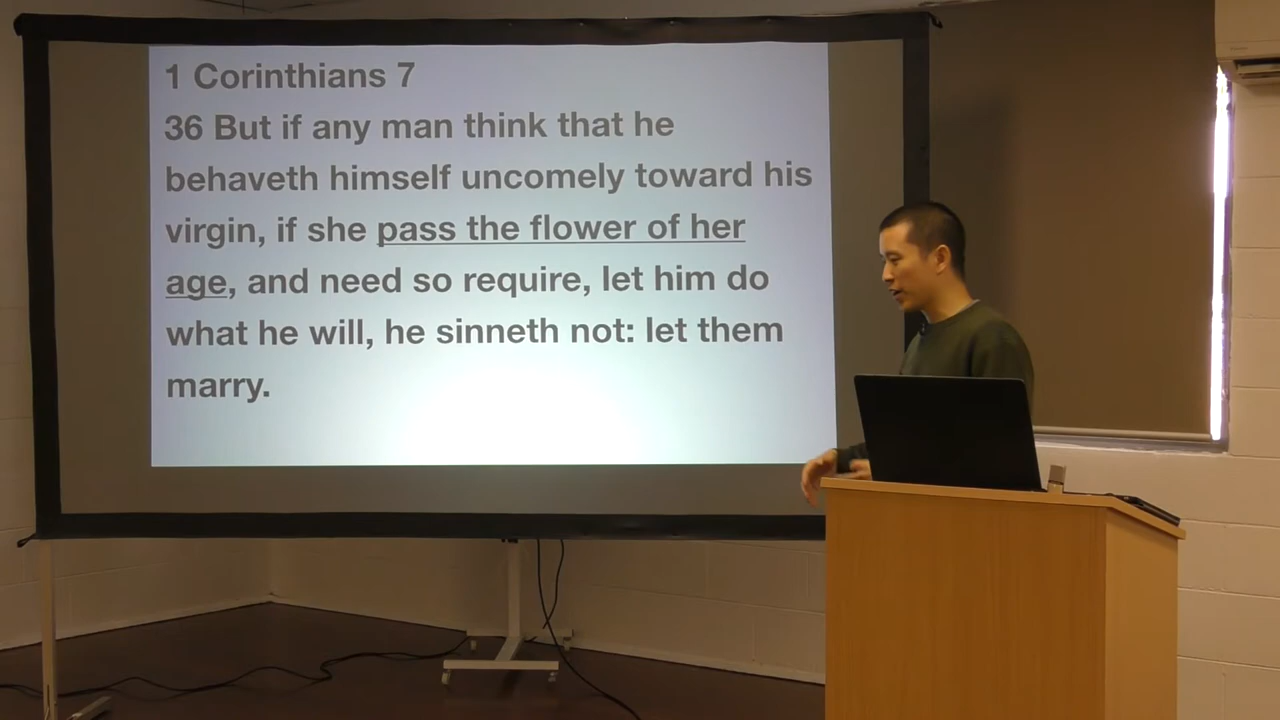 1 Corinthians 7
36 But if any man think that he
behaveth himself uncomely toward his
virgin, if she pass the flower of her
age, and need so require, let him do
what he will, he sinneth not: let them
marry.